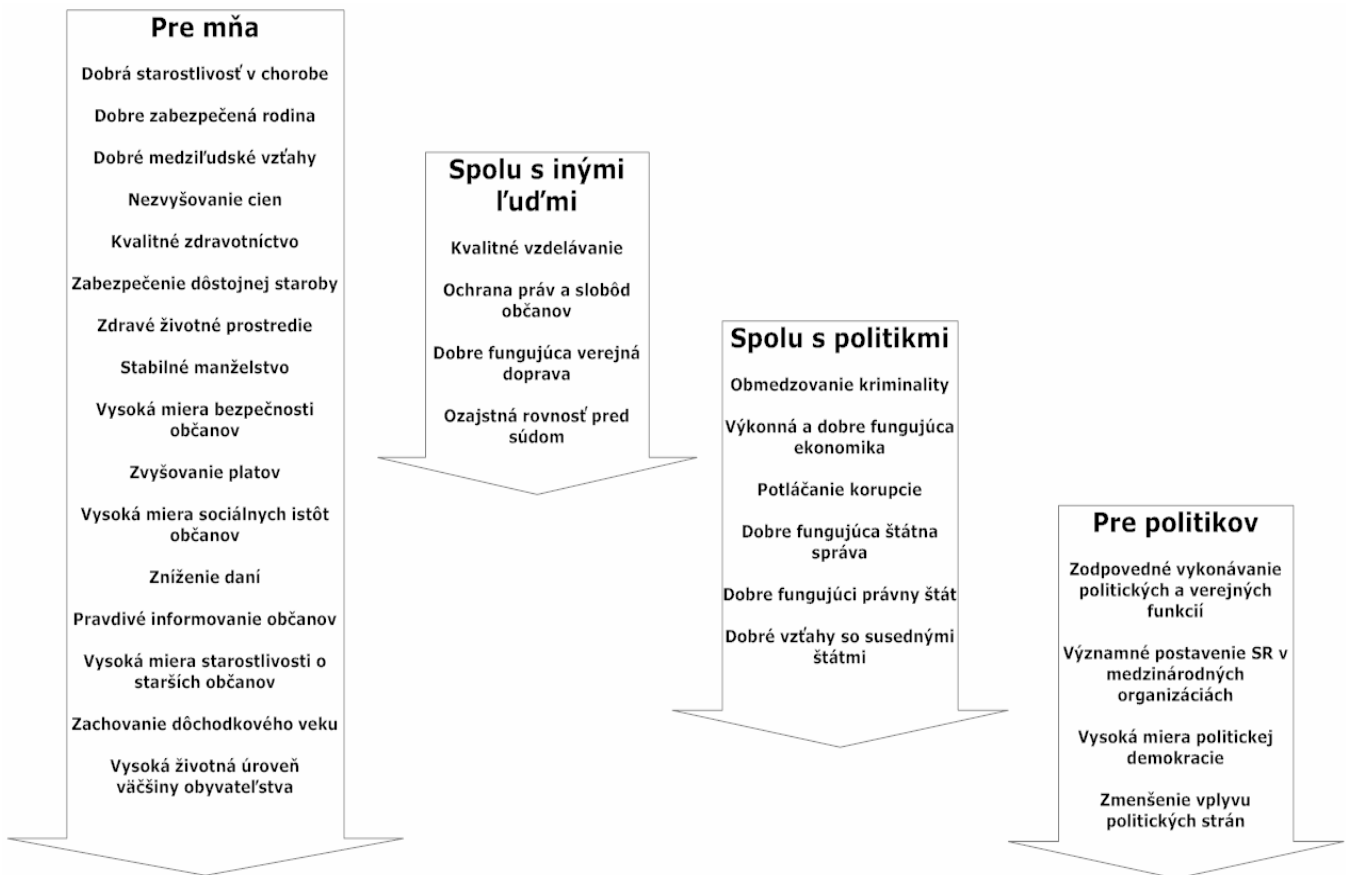 Pre mňa
Dobrá starostlivosť v chorobe
Dobre zabezpečená rodina
Dobré medziľudské vzťahy
Nezvyšovanie cien
Kvalitné zdravotníctvo
Zabezpečenie dôstojnej staroby
Zdravé životné prostredie
Stabilné manželstvo
Vysoká miera bezpečnosti
občanov
Zvyšovanie platov
Vysoká miera sociálnych istôt
občanov
Zníženie daní
Pravdivé informovanie občanov
Vysoká miera starostlivosti o
starších občanov
Zachovanie dôchodkového veku
Vysoká životná úroveň
väčšiny obyvateľstva
Spolu s inými
ľuďmi
Kvalitné vzdelávanie
Ochrana práv a slobôd
občanov
Dobre fungujúca verejná
doprava
Ozajstná rovnosť pred
súdom
Spolu s politikmi
Obmedzovanie kriminality
Výkonná a dobre fungujúca
ekonomika
Potláčanie korupcie
Dobre fungujúca štátna
správa
Dobre fungujúci právny štát
Dobré vzťahy so susednými
štátmi
Pre politikov
Zodpovedné vykonávanie
politických a verejných
funkcií
Významné postavenie SR v
medzinárodných
organizáciách
Vysoká miera politickej
demokracie
Zmenšenie vplyvu
politických strán